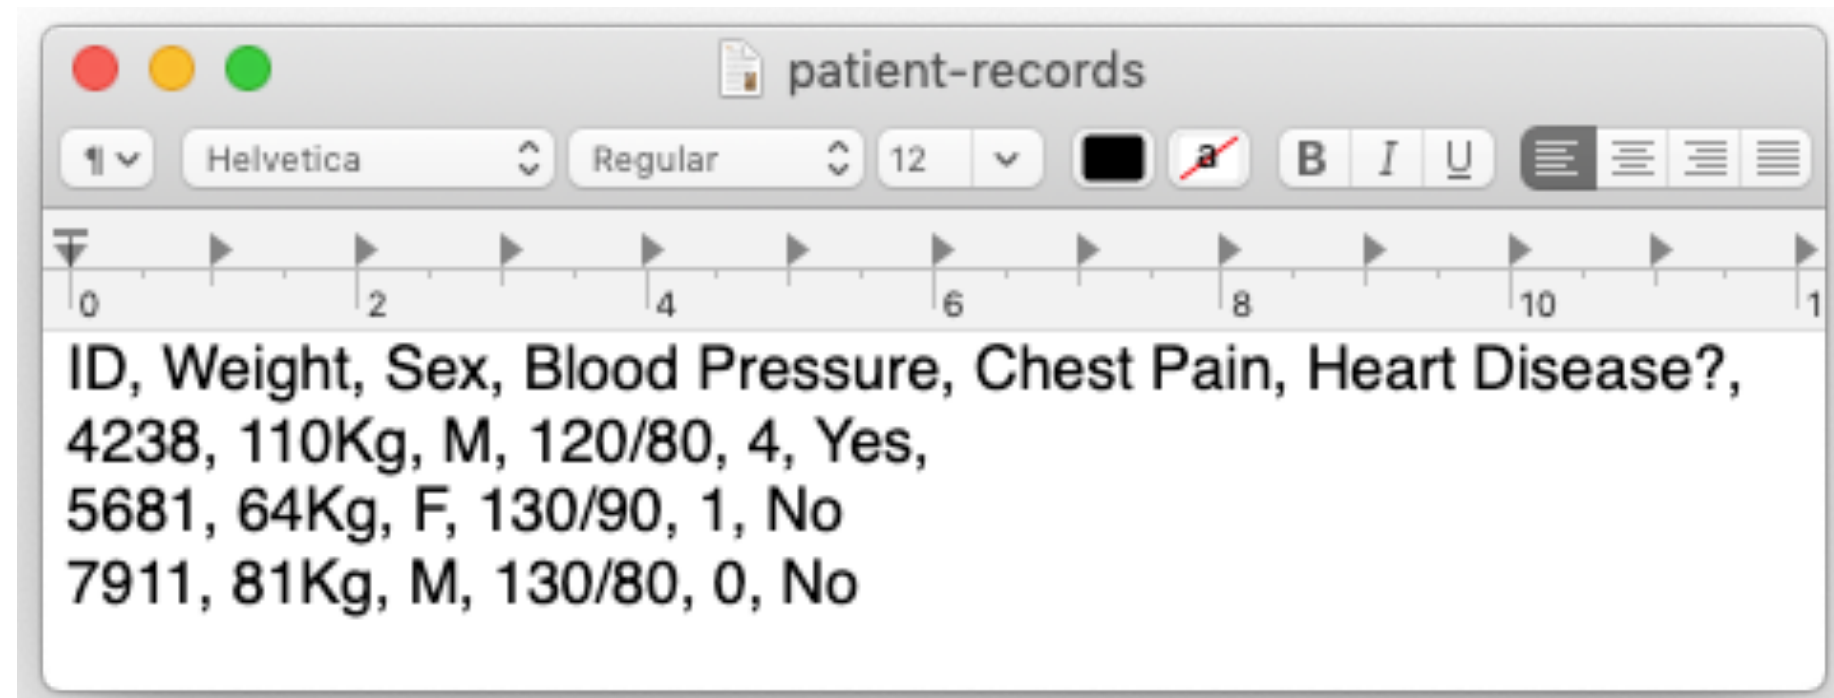 patient-records
¶ Helvetica Regular 12 a B I U
0 2 4 6 8 10 1
ID, Weight, Sex, Blood Pressure, Chest Pain, Heart Disease?,
4238, 110Kg, M, 120/80, 4, Yes,
5681, 64Kg, F, 130/90, 1, No
7911, 81Kg, M, 130/80, 0, No